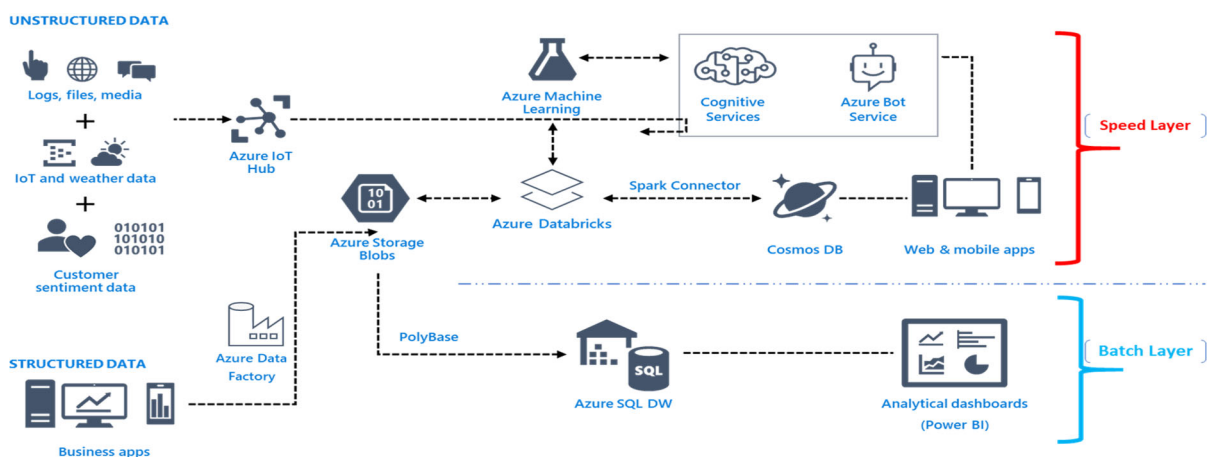 UNSTRUCTURED DATA
Logs, files, media
+
IoT and weather data
+
010101
101010
010101
Customer
sentiment data
Azure IoT
Hub
Azure Machine
Learning
Cognitive
Services
Azure Bot
Service
Speed Layer
10
01
Azure Storage
Blobs
Azure Databricks
Spark Connector
Cosmos DB
Web & mobile apps
Azure Data
Factory
PolyBase
SQL
Azure SQL DW
Analytical dashboards
(Power BI)
Batch Layer
STRUCTURED DATA
Business apps